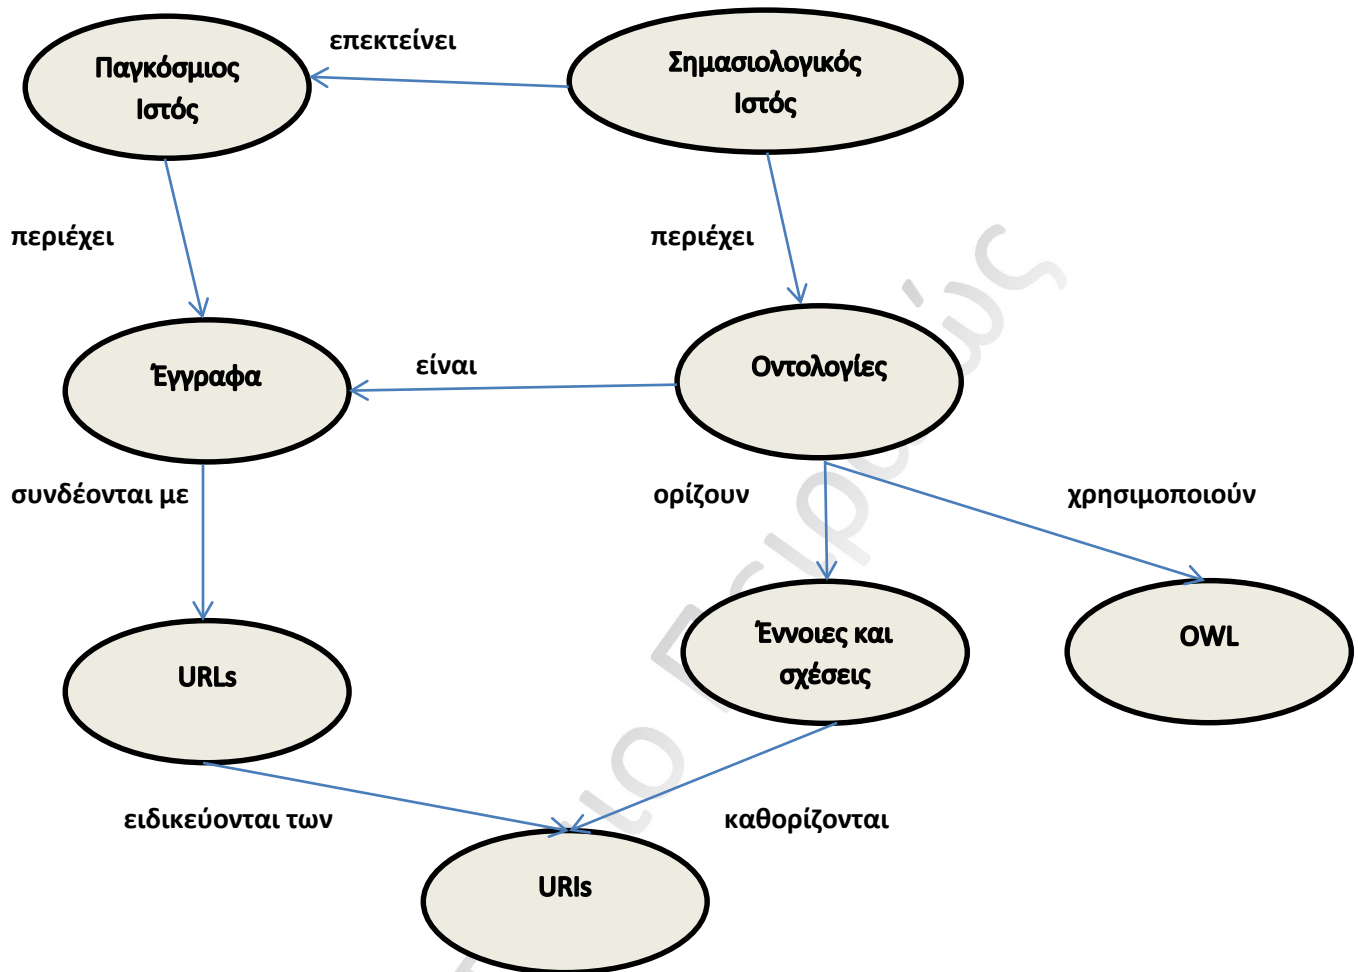 επεκτείνει
Παγκόσμιος
Ιστός
Σημασιολογικός
Ιστός
περιέχει
περιέχει
Έγγραφα
είναι
Οντολογίες
συνδέονται με
ορίζουν
χρησιμοποιούν
URLs
Έννοιες και
σχέσεις
OWL
ειδικεύονται των
καθορίζονται
URIs